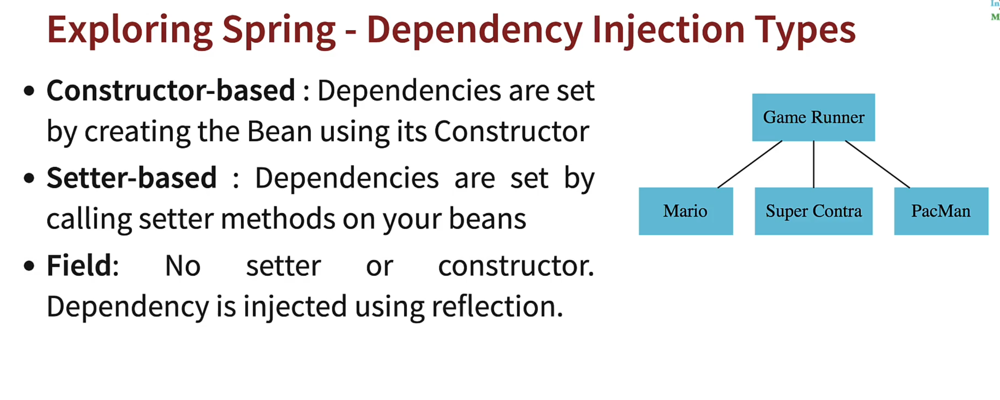 Exploring Spring - Dependency Injection Types
• Constructor-based : Dependencies are set
by creating the Bean using its Constructor
• Setter-based : Dependencies are set by
calling setter methods on your beans
• Field: No setter or constructor.
Dependency is injected using reflection.
Game Runner
Mario
Super Contra
PacMan